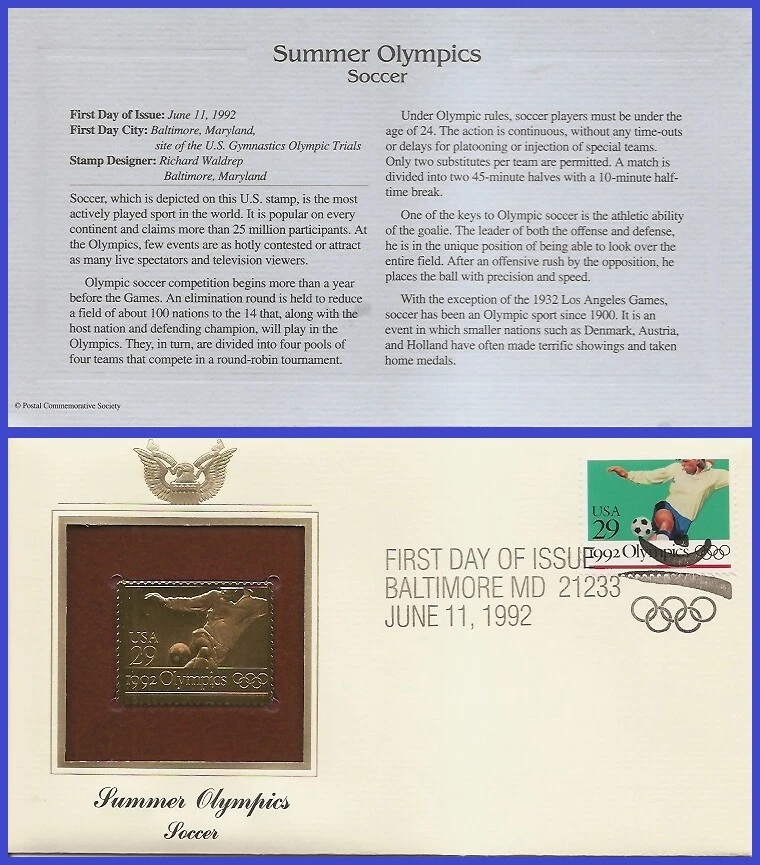 Summer Olympics
Soccer
First Day of Issue: June 11, 1992
First Day City: Baltimore, Maryland,
site of the U.S. Gymnastics Olympic Trials
Stamp Designer: Richard Waldrep
Baltimore, Maryland
Soccer, which is depicted on this U.S. stamp, is the most
actively played sport in the world. It is popular on every
continent and claims more than 25 million participants. At
the Olympics, few events are as hotly contested or attract
as many live spectators and television viewers.
Olympic soccer competition begins more than a year
before the Games. An elimination round is held to reduce
a field of about 100 nations to the 14 that, along with the
host nation and defending champion, will play in the
Olympics. They, in turn, are divided into four pools of
four teams that compete in a round-robin tournament.
Under Olympic rules, soccer players must be under the
age of 24. The action is continuous, without any time-outs
or delays for platooning or injection of special teams.
Only two substitutes per team are permitted. A match is
divided into two 45-minute halves with a 10-minute half-
time break.
One of the keys to Olympic soccer is the athletic ability
of the goalie. The leader of both the offense and defense,
he is in the unique position of being able to look over the
entire field. After an offensive rush by the opposition, he
places the ball with precision and speed.
With the exception of the 1932 Los Angeles Games,
soccer has been an Olympic sport since 1900. It is an
event in which smaller nations such as Denmark, Austria,
and Holland have often made terrific showings and taken
home medals.
© Postal Commemorative Society
USA
29
1992 Olympics
FIRST DAY OF ISSUE
BALTIMORE MD 21233
JUNE 11, 1992
USA
29
1992 Olympics
Summer Olympics
Soccer